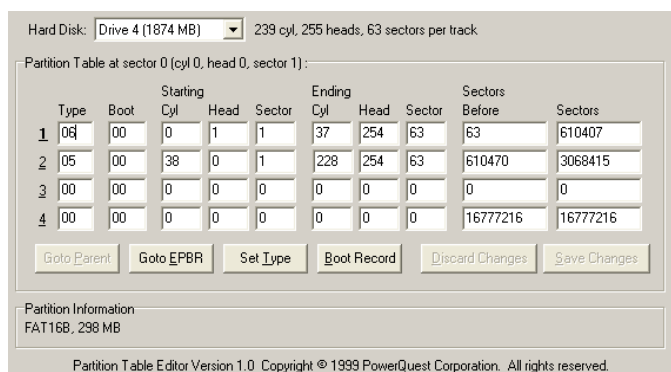 Hard Disk: Drive 4 (1874 MB) 239 cyl, 255 heads, 63 sectors per track
Partition Table at sector 0 (cyl 0, head 0, sector 1) :
Starting Ending Sectors
Type Boot Cyl Head Sector Cyl Head Sector Before Sectors
1 06 00 0 1 1 37 254 63 63 610407
2 05 00 38 0 1 228 254 63 610470 3068415
3 00 00 0 0 0 0 0 0 0 0
4 00 00 0 0 0 0 0 0 16777216 16777216
Goto Parent Goto EPBR Set Type Boot Record Discard Changes Save Changes
Partition Information
FAT16B, 298 MB
Partition Table Editor Version 1.0 Copyright © 1999 PowerQuest Corporation. All rights reserved.